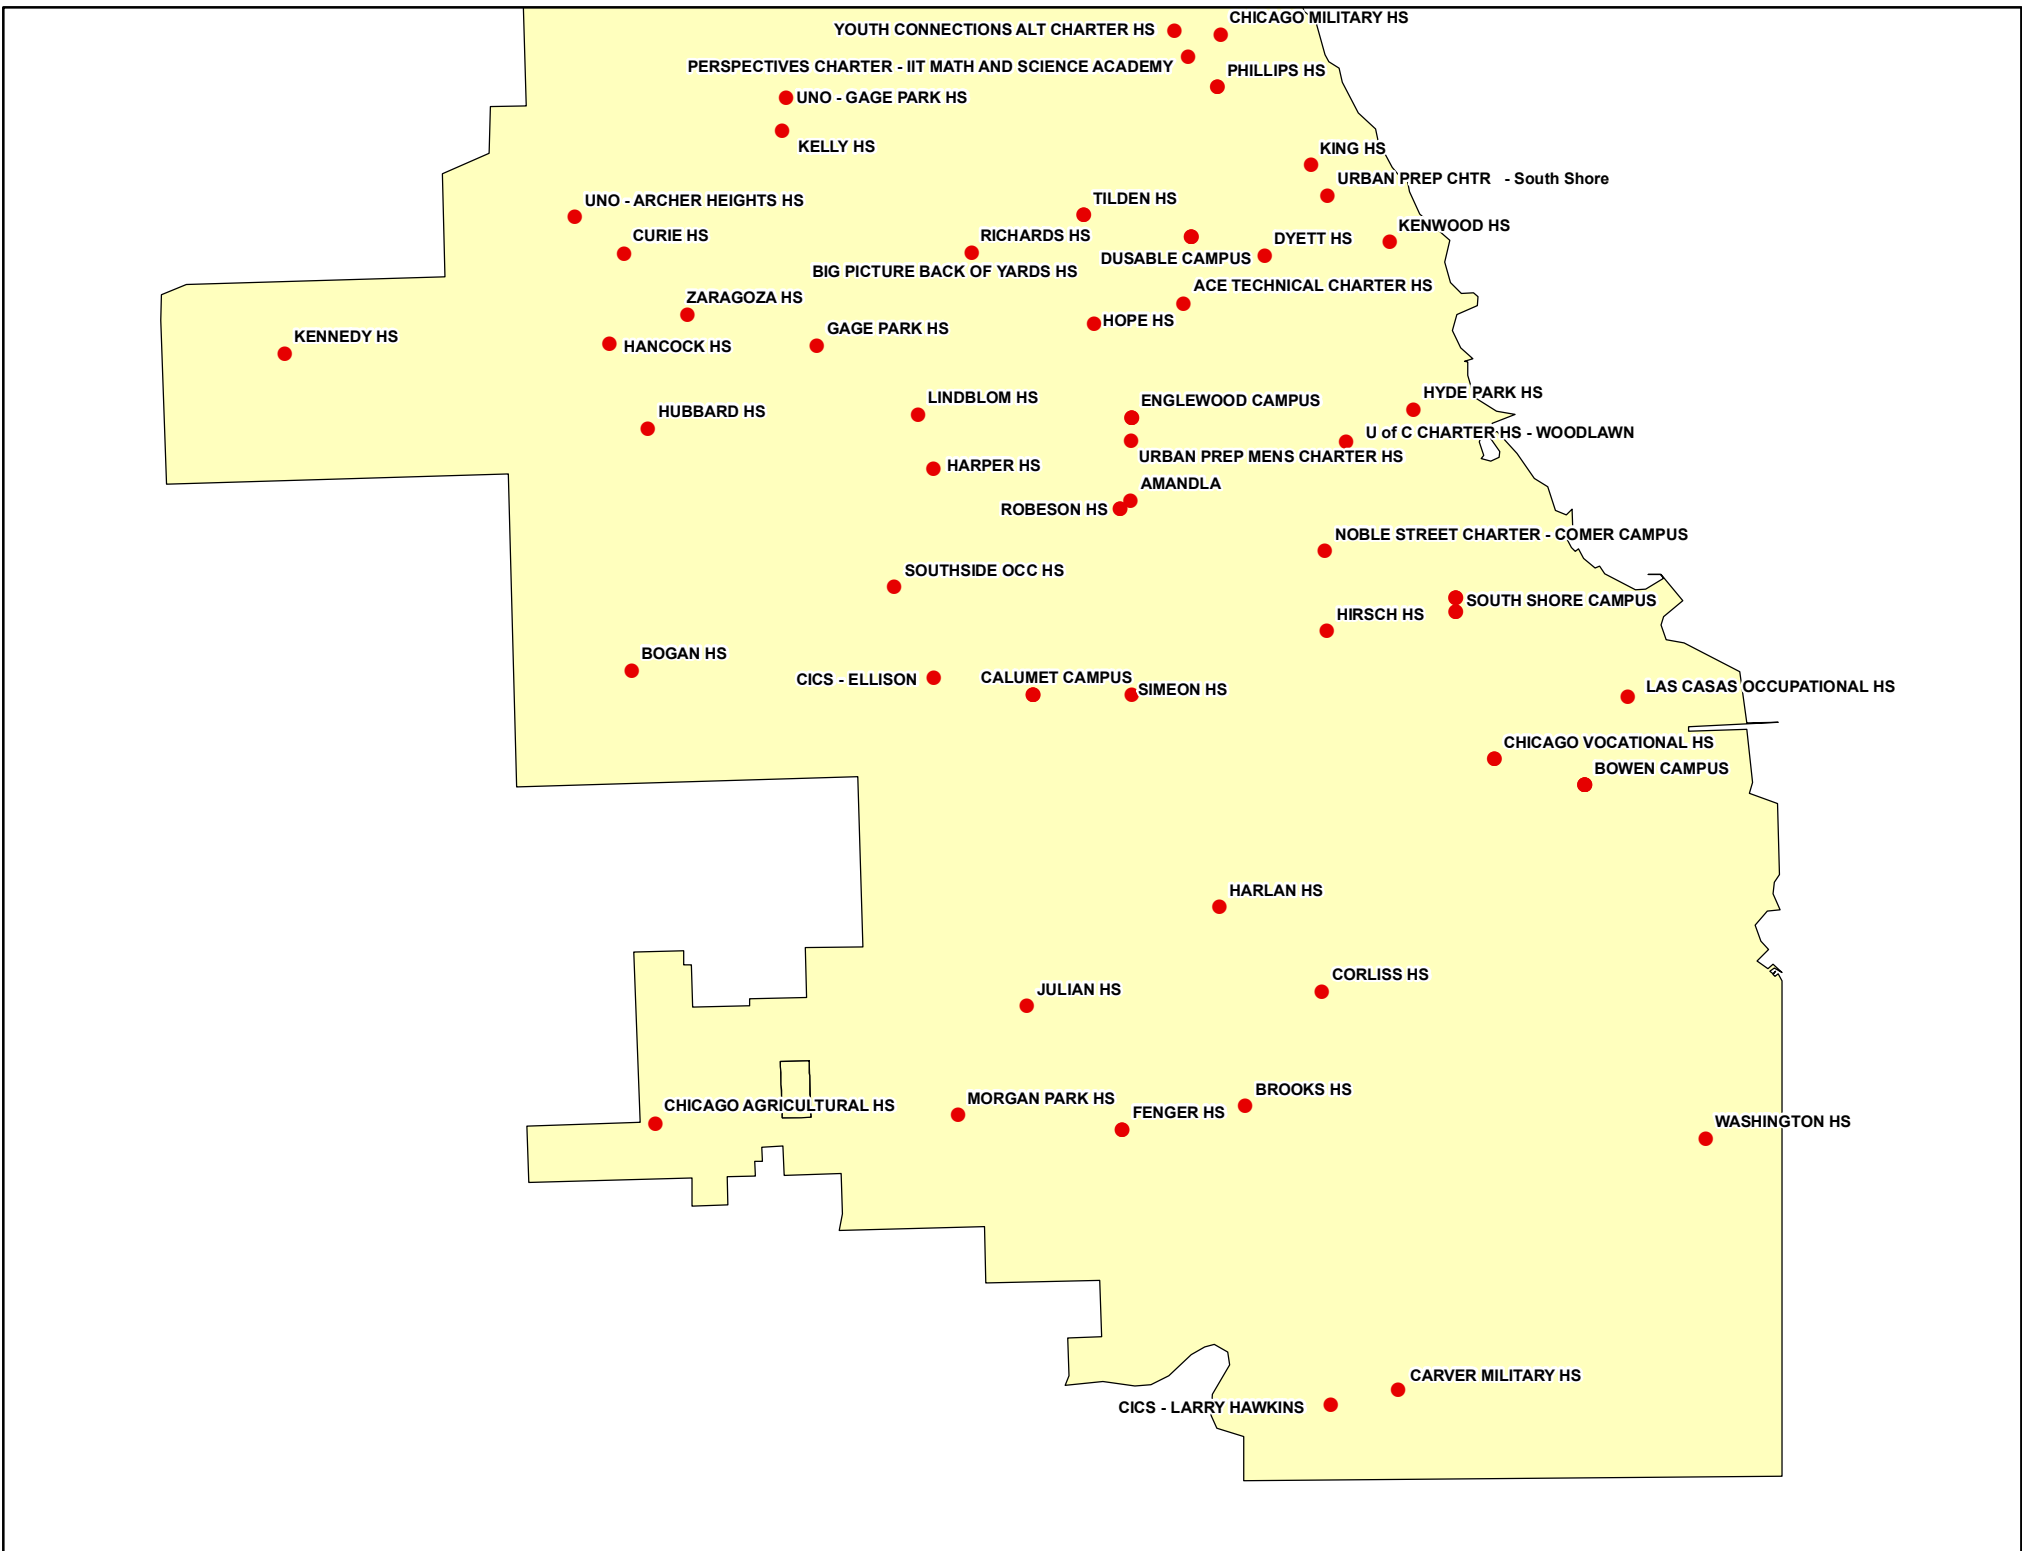 CHICAGO MILITARY HS
YOUTH CONNECTIONS ALT CHARTER HS
PERSPECTIVES CHARTER - IIT MATH AND SCIENCE ACADEMY
PHILLIPS HS
UNO - GAGE PARK HS
KELLY HS
KING HS
URBAN PREP CHTR - South Shore
UNO - ARCHER HEIGHTS HS
TILDEN HS
KENWOOD HS
CURIE HS
RICHARDS HS
DYETT HS
DUSABLE CAMPUS
BIG PICTURE BACK OF YARDS HS
ACE TECHNICAL CHARTER HS
ZARAGOZA HS
HOPE HS
GAGE PARK HS
KENNEDY HS
HANCOCK HS
HYDE PARK HS
LINDBLOM HS
ENGLEWOOD CAMPUS
HUBBARD HS
U of C CHARTER HS - WOODLAWN
URBAN PREP MENS CHARTER HS
HARPER HS
AMANDLA
ROBESON HS
NOBLE STREET CHARTER - COMER CAMPUS
SOUTHSIDE OCC HS
SOUTH SHORE CAMPUS
HIRSCH HS
BOGAN HS
CICS - ELLISON
CALUMET CAMPUS
SIMEON HS
LAS CASAS OCCUPATIONAL HS
CHICAGO VOCATIONAL HS
BOWEN CAMPUS
HARLAN HS
CORLISS HS
JULIAN HS
BROOKS HS
MORGAN PARK HS
CHICAGO AGRICULTURAL HS
FENGER HS
WASHINGTON HS
CARVER MILITARY HS
CICS - LARRY HAWKINS